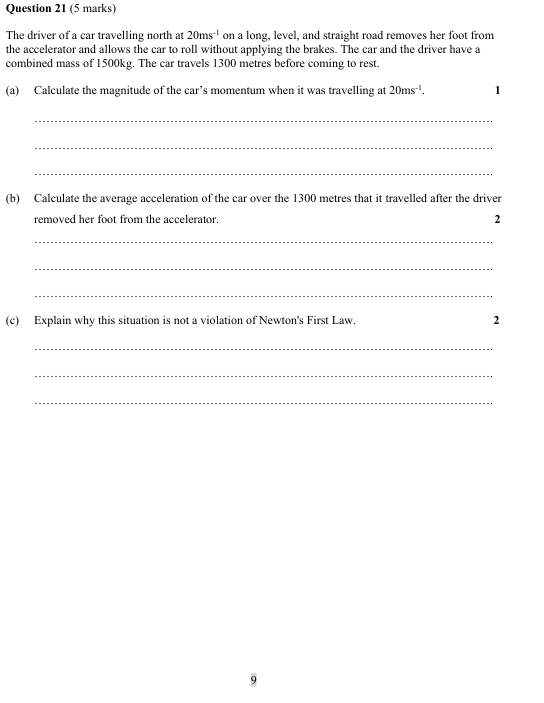 Question 21 (5 marks)
The driver of a car travelling north at 20ms⁻¹ on a long, level, and straight road removes her foot from
the accelerator and allows the car to roll without applying the brakes. The car and the driver have a
combined mass of 1500kg. The car travels 1300 metres before coming to rest.
(a) Calculate the magnitude of the car's momentum when it was travelling at 20ms⁻¹. 1
(b) Calculate the average acceleration of the car over the 1300 metres that it travelled after the driver
removed her foot from the accelerator. 2
(c) Explain why this situation is not a violation of Newton's First Law. 2
9